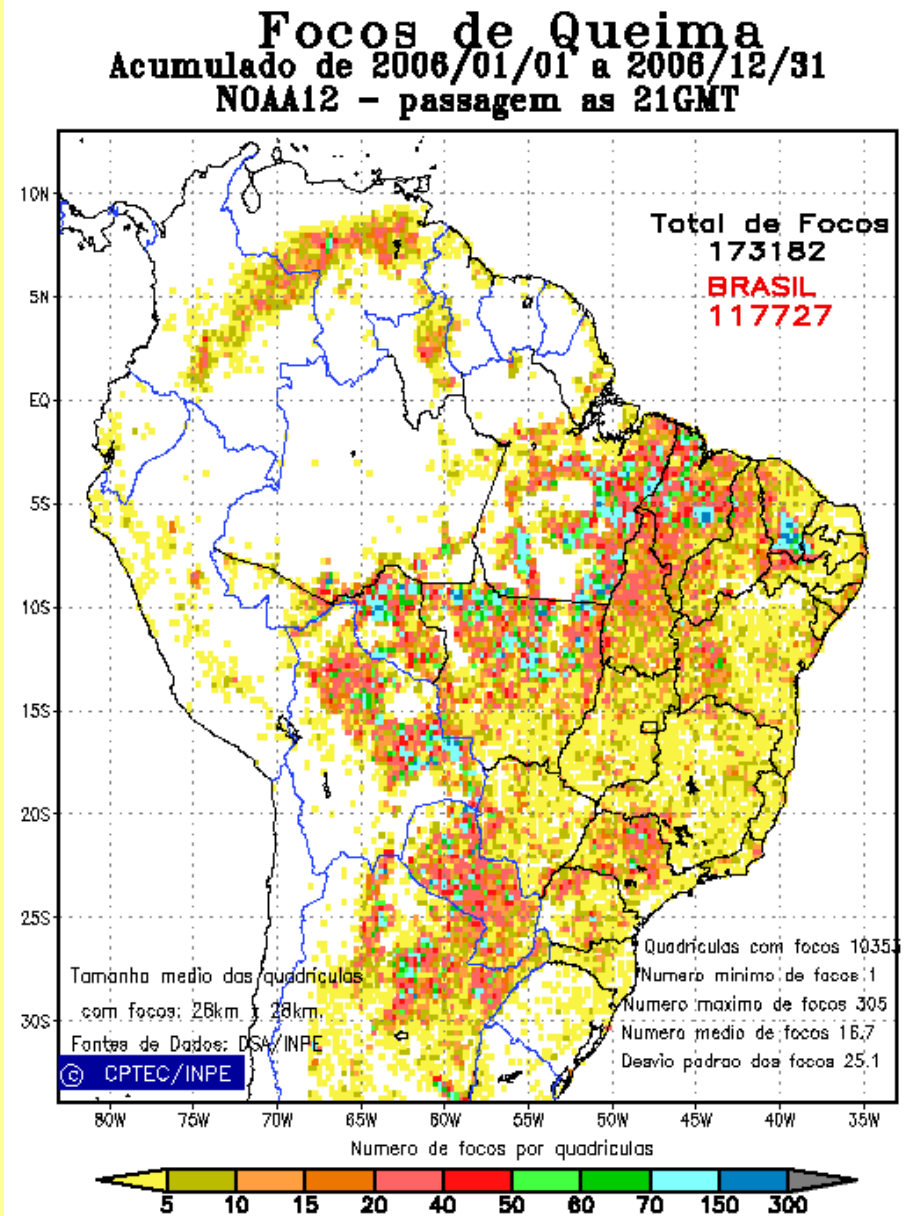 Focos de Queima
Acumulado de 2006/01/01 a 2006/12/31
NOAA12 - passagem as 21GMT
Total de Focos
173182
BRASIL
117727
10N
5N
EQ
5S
10S
15S
20S
25S
30S
Quadriculas com focos 10353
Numero minimo de focos 1
Numero maximo de focos 305
Numero medio de focos 16.7
Desvio padrao dos focos 25.1
Tamanho medio das quadriculas
com focos: 28km x 28km.
Fontes de Dados: DSA/INPE
© CPTEC/INPE
80W 75W 70W 65W 60W 55W 50W 45W 40W 35W
Numero de focos por quadriculas
5 10 15 20 40 50 60 70 150 300